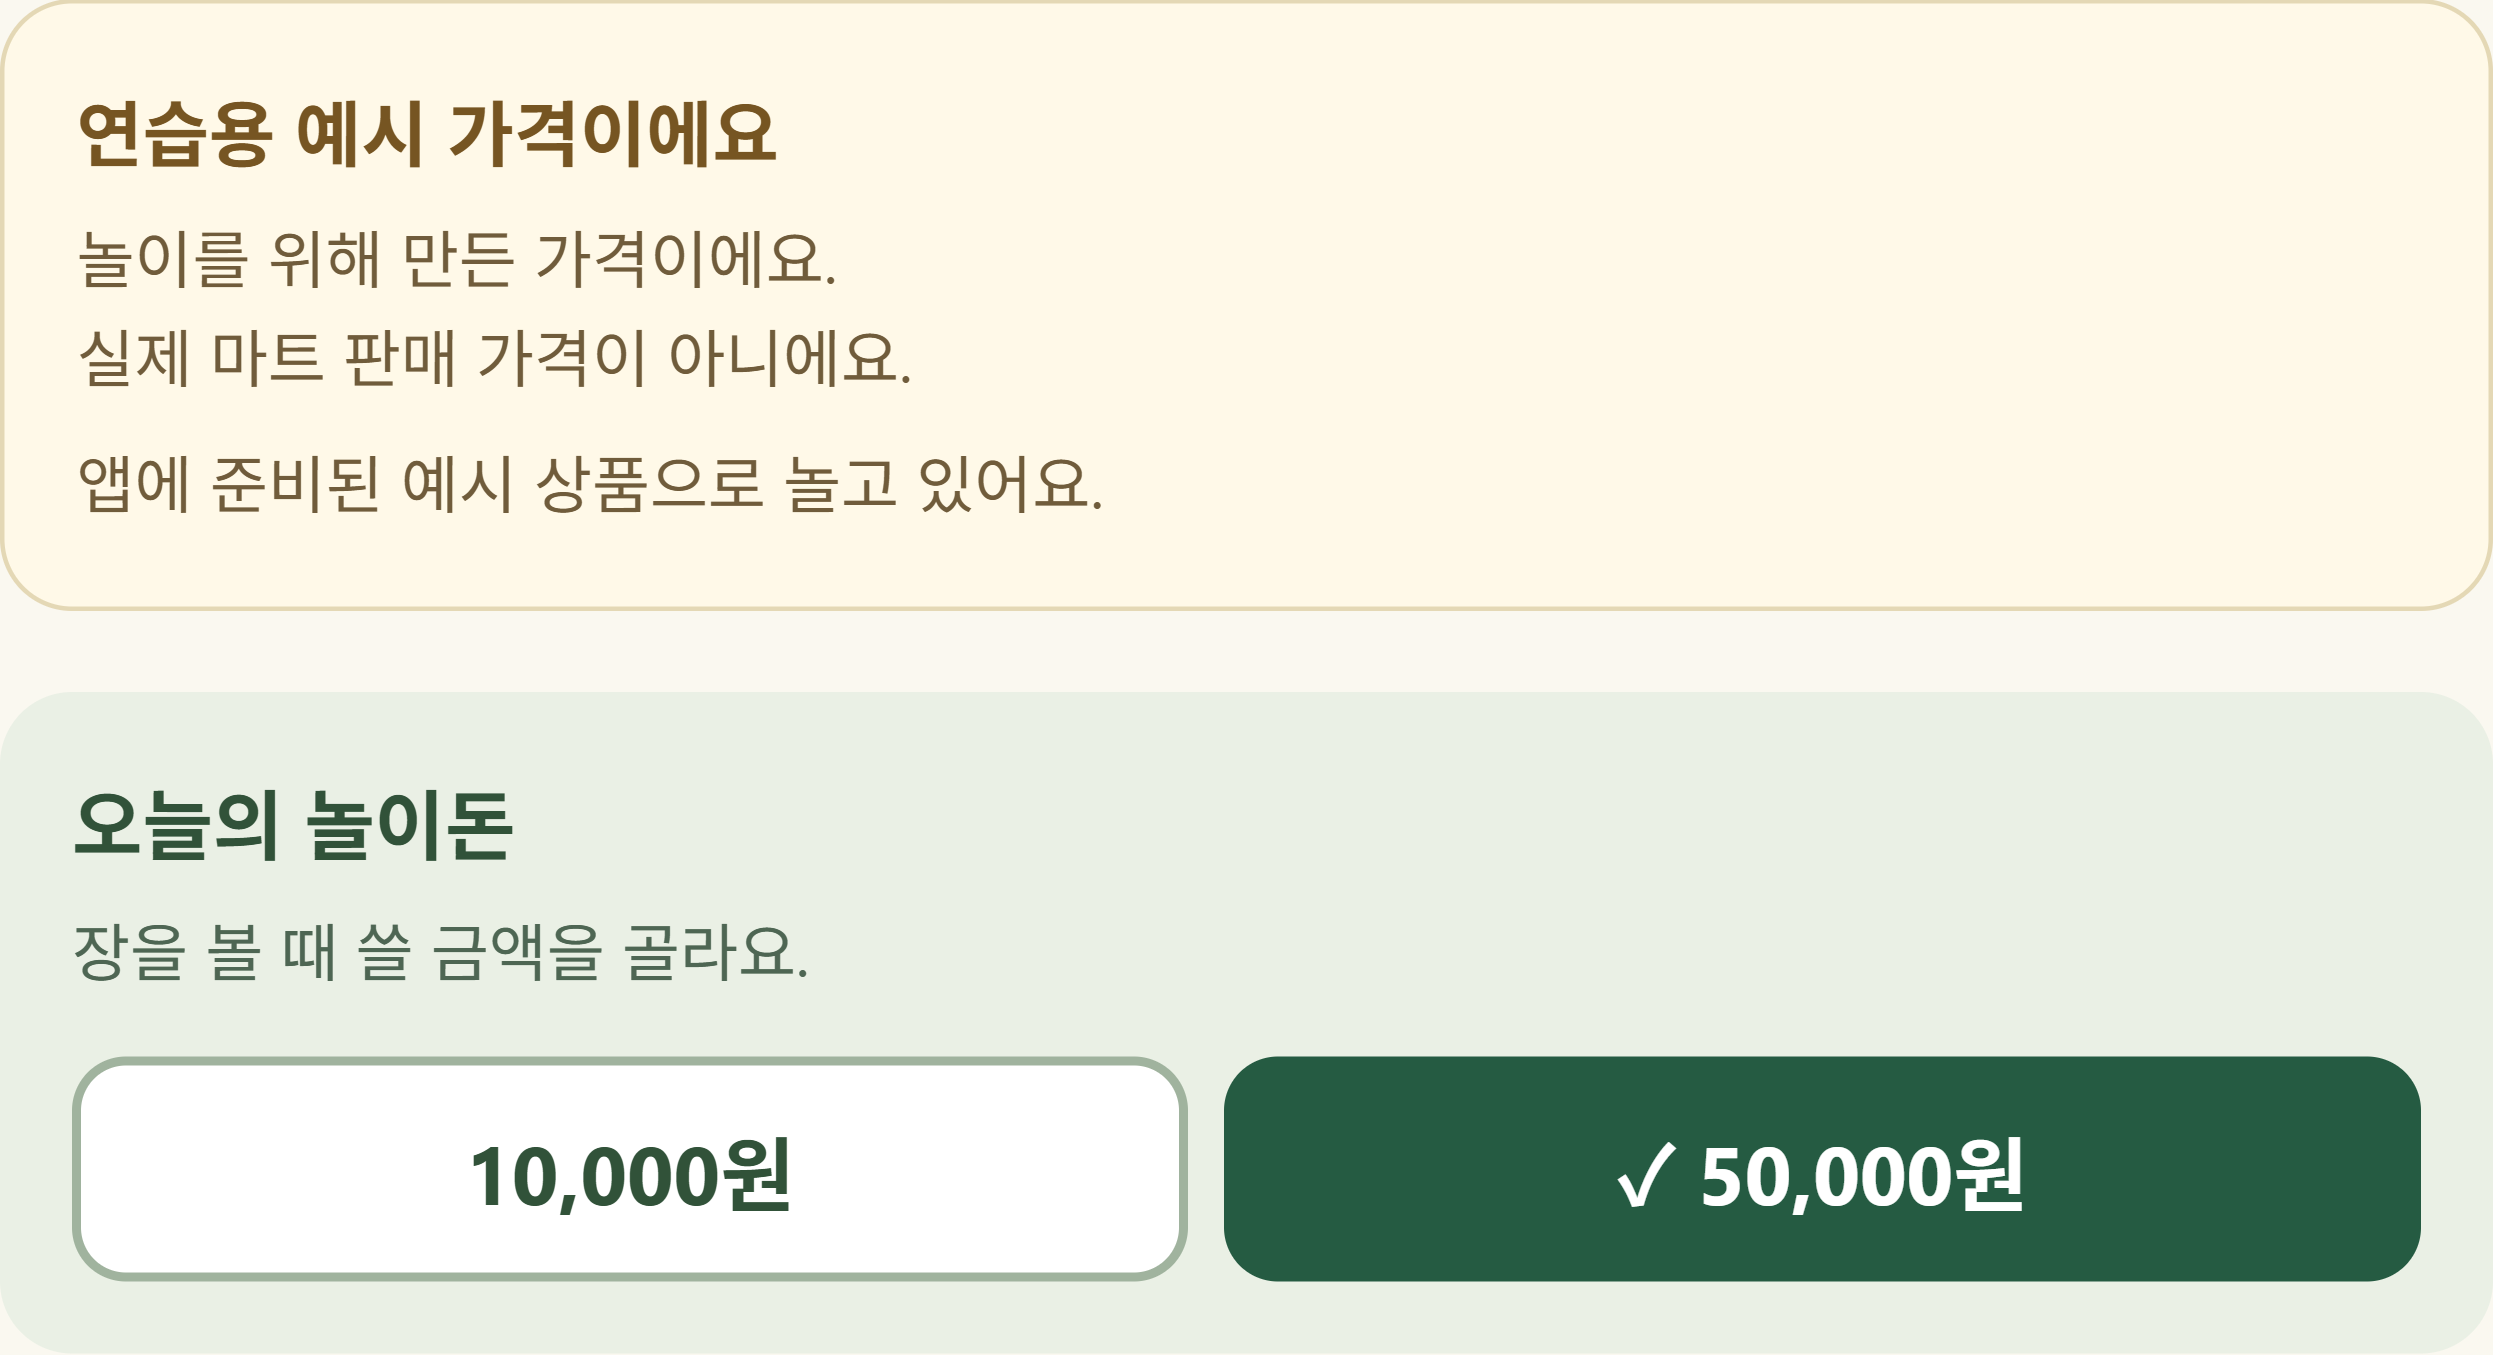 연습용 예시 가격이에요
놀이를 위해 만든 가격이에요.
실제 마트 판매 가격이 아니에요.
앱에 준비된 예시 상품으로 놀고 있어요.
오늘의 놀이돈
장을 볼 때 쓸 금액을 골라요.
10,000원
✓ 50,000원